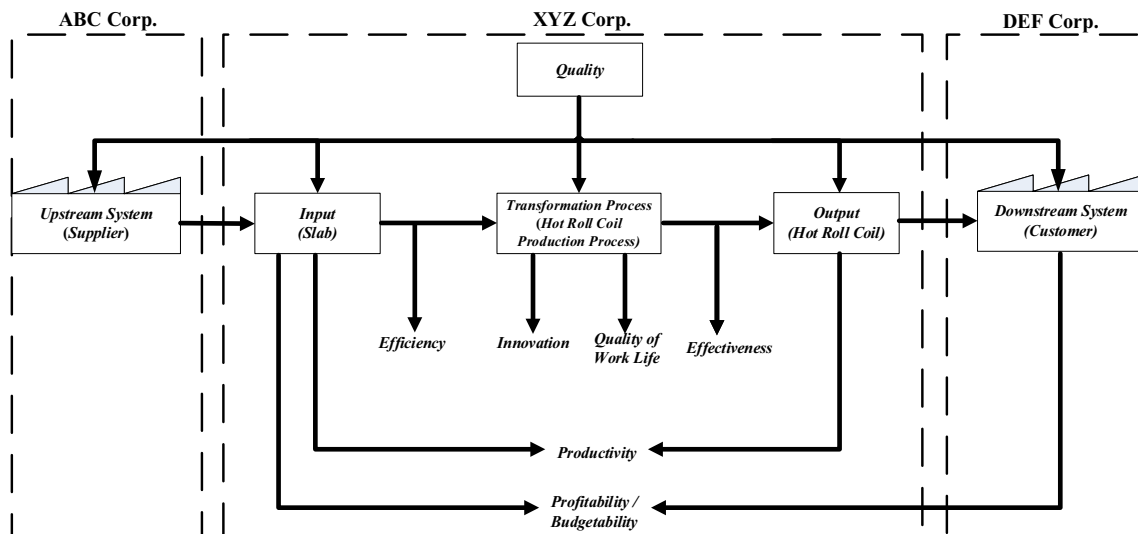 ABC Corp.
XYZ Corp.
DEF Corp.
Quality
Upstream System
(Supplier)
Input
(Slab)
Transformation Process
(Hot Roll Coil
Production Process)
Output
(Hot Roll Coil)
Downstream System
(Customer)
Efficiency
Innovation
Quality of
Work Life
Effectiveness
Productivity
Profitability /
Budgetability